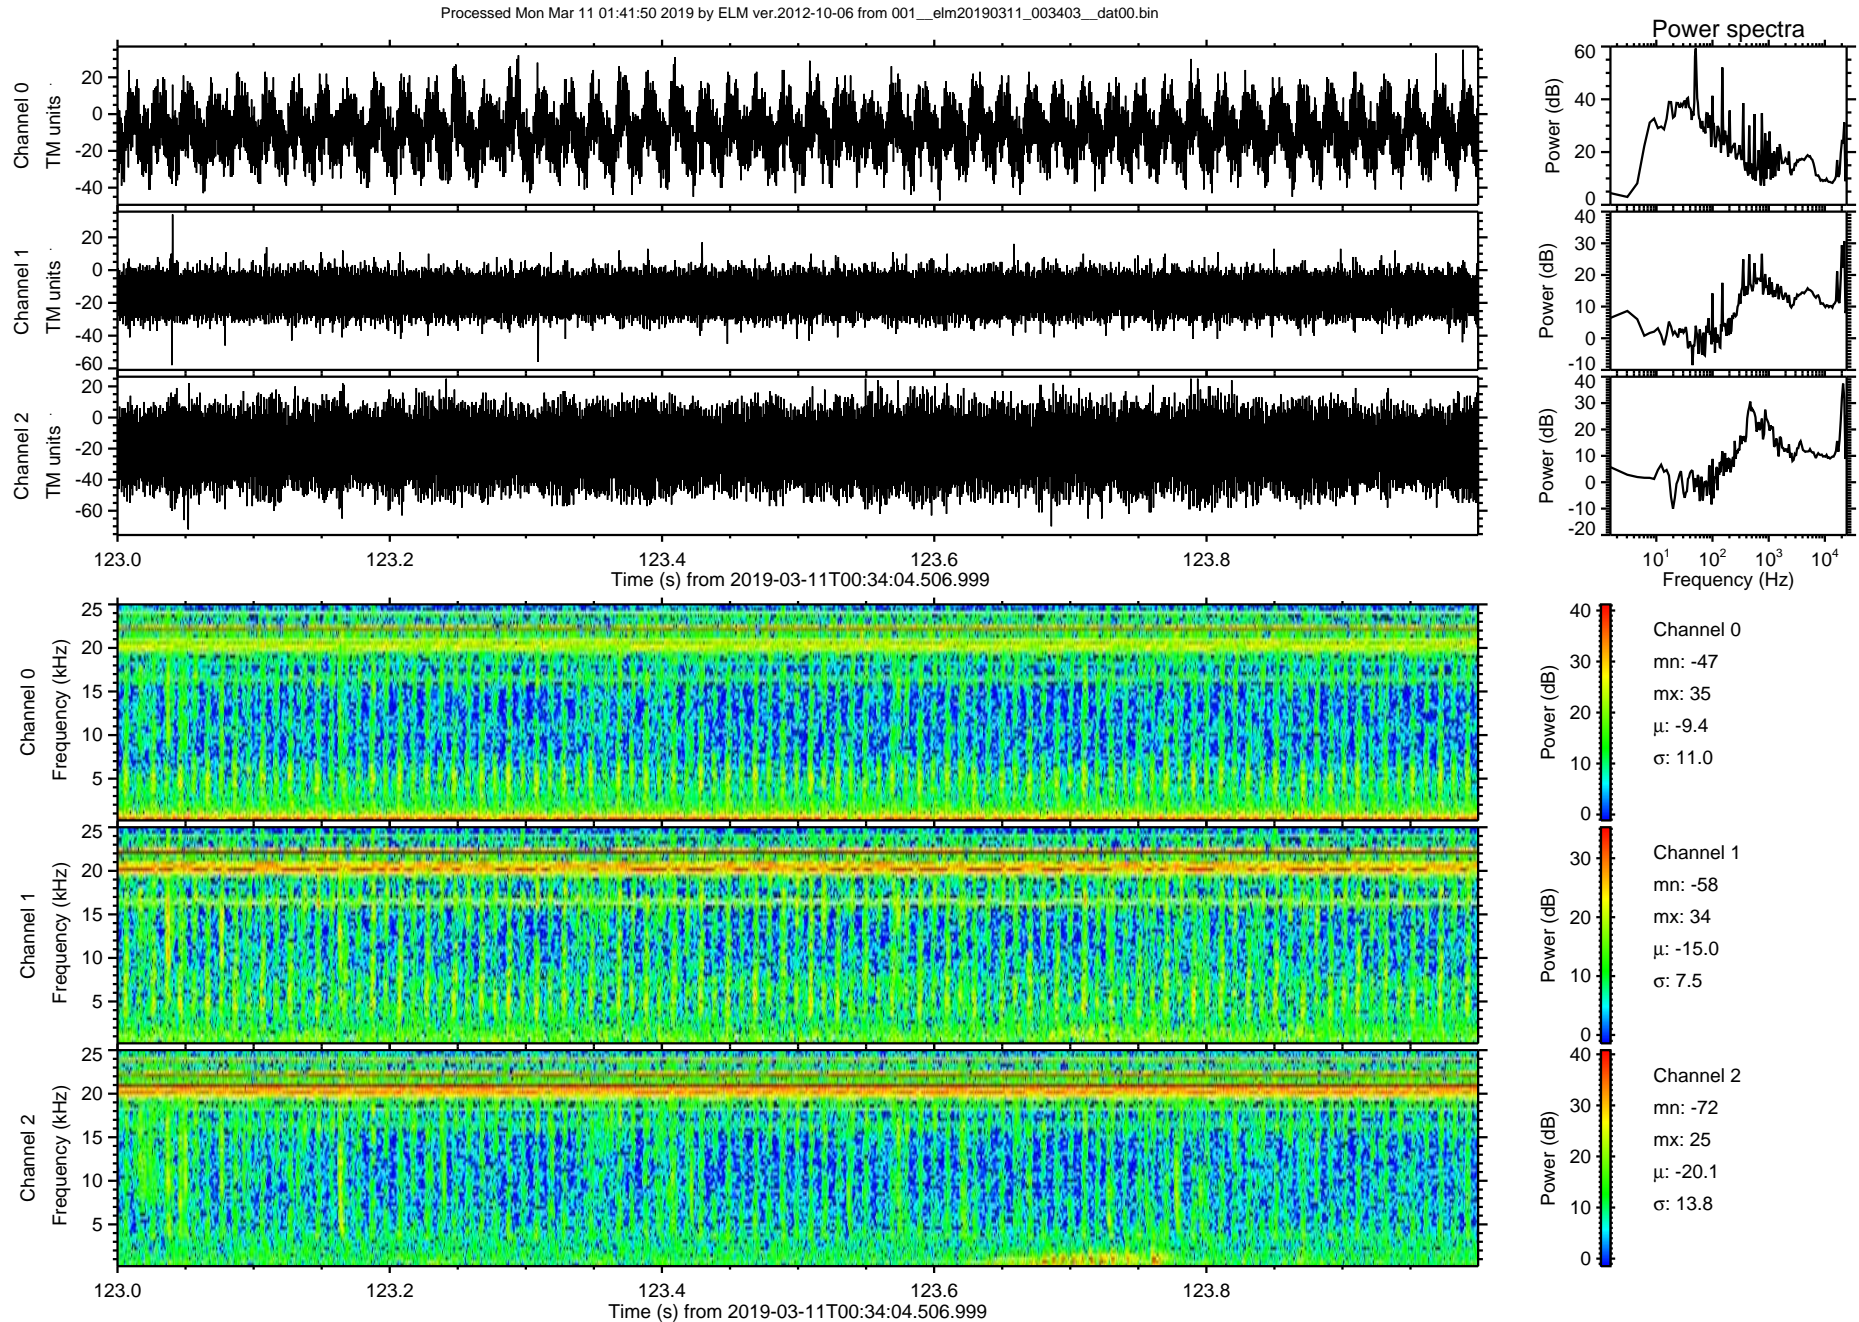 Processed Mon Mar 11 01:41:50 2019 by ELM ver.2012-10-06 from 001__elm20190311_003403__dat00.bin
Power spectra
Channel 0
TM units
20
0
-20
-40
Power (dB)
60
40
20
0
Channel 1
TM units
20
0
-20
-40
-60
Power (dB)
40
30
20
10
0
-10
Channel 2
TM units
20
0
-20
-40
-60
Power (dB)
40
30
20
10
0
-10
-20
123.0 123.2 123.4 123.6 123.8
Time (s) from 2019-03-11T00:34:04.506.999
10¹ 10² 10³ 10⁴
Frequency (Hz)
Channel 0
Frequency (kHz)
25
20
15
10
5
Power (dB)
40
30
20
10
0
Channel 0
mn: -47
mx: 35
μ: -9.4
σ: 11.0
Channel 1
Frequency (kHz)
25
20
15
10
5
Power (dB)
30
20
10
0
Channel 1
mn: -58
mx: 34
μ: -15.0
σ: 7.5
Channel 2
Frequency (kHz)
25
20
15
10
5
Power (dB)
40
30
20
10
0
Channel 2
mn: -72
mx: 25
μ: -20.1
σ: 13.8
123.0 123.2 123.4 123.6 123.8
Time (s) from 2019-03-11T00:34:04.506.999